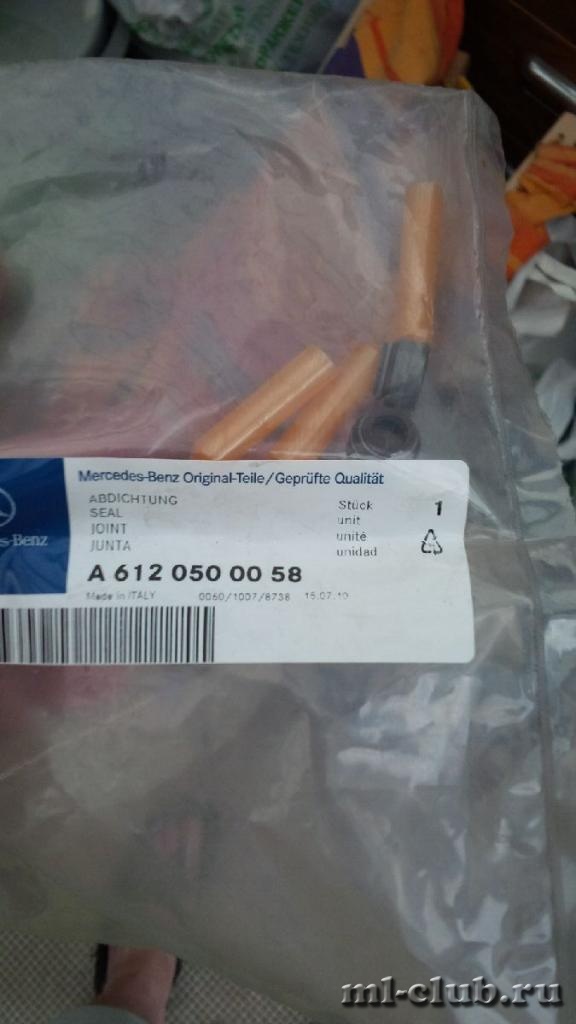 Mercedes-Benz Original-Teile/Geprüfte Qualität
ABDICHTUNG
SEAL
JOINT
JUNTA
Stück
unit
unité
unidad
1
s-Benz
A 612 050 00 58
Made in ITALY 0060/1007/8738 15.07.10
ml-club.ru